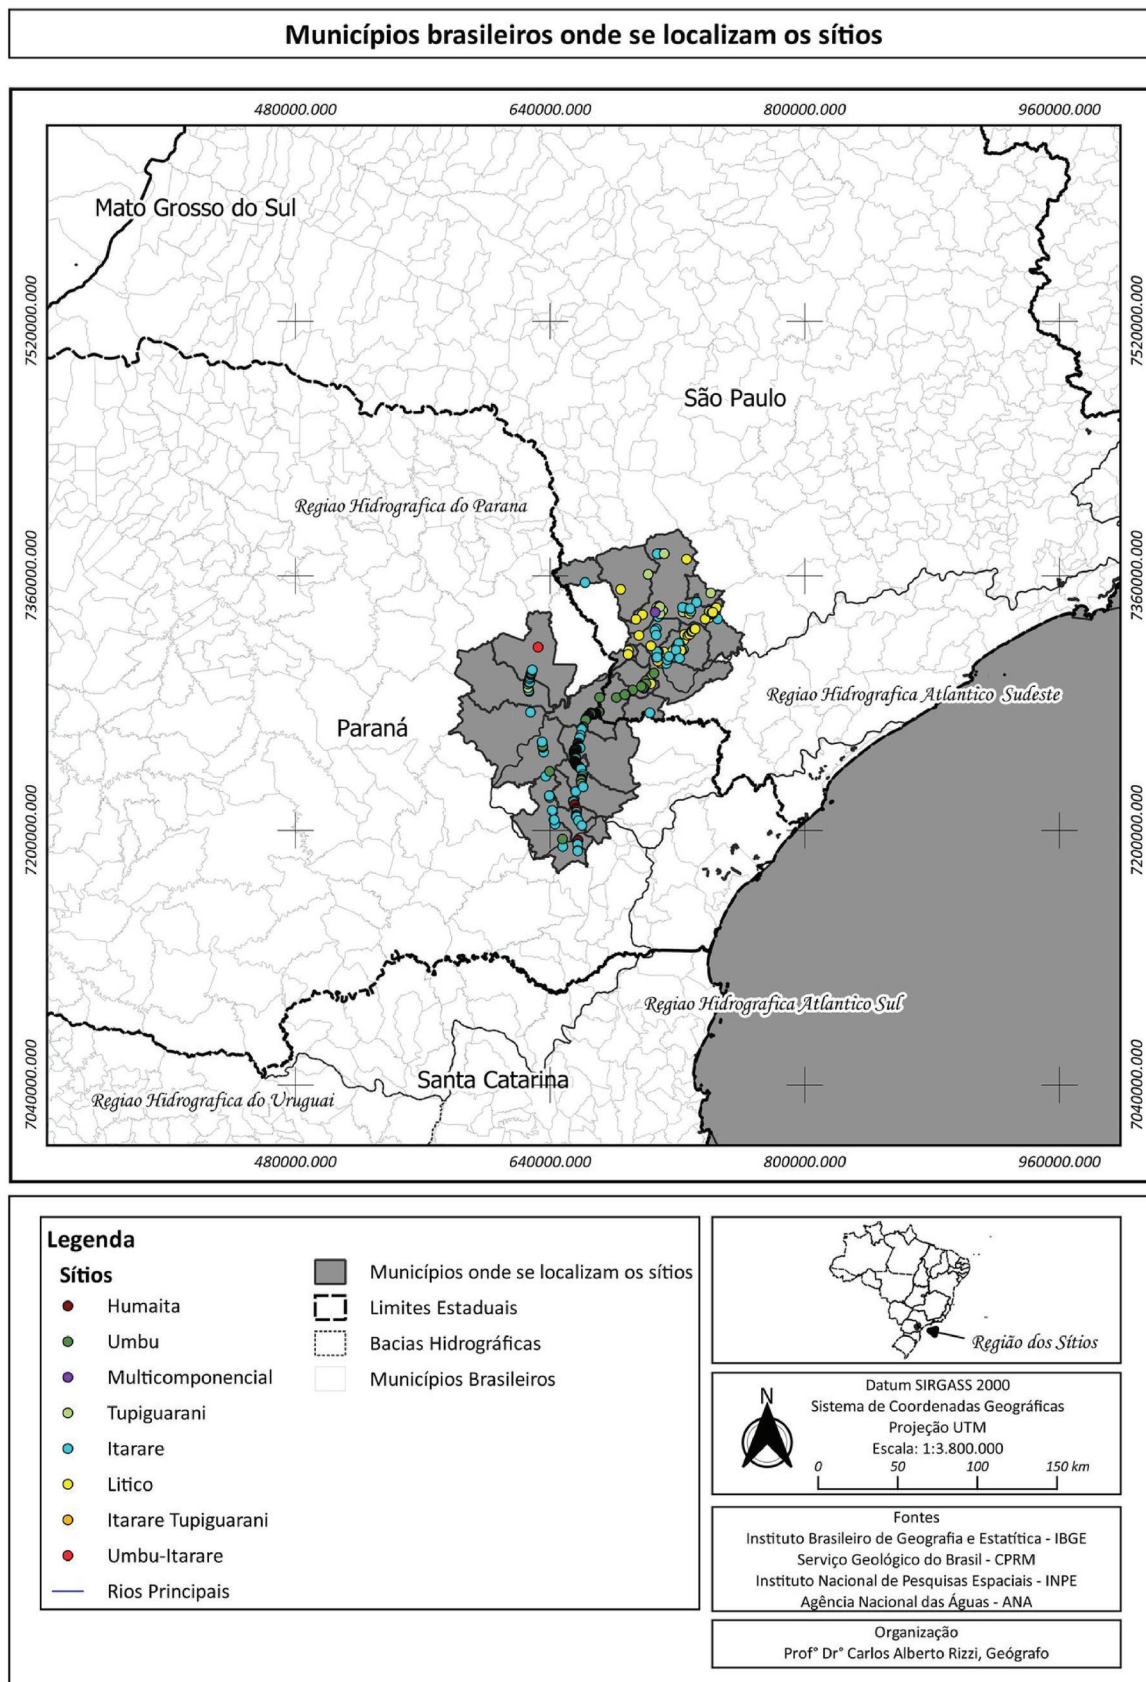 Municípios brasileiros onde se localizam os sítios
480000.000 640000.000 800000.000 960000.000
Mato Grosso do Sul
7520000.000 7520000.000
São Paulo
Regiao Hidrografica do Parana
7360000.000 7360000.000
Regiao Hidrografica Atlantico Sudeste
Paraná
7200000.000 7200000.000
Regiao Hidrografica Atlantico Sul
7040000.000 7040000.000
Santa Catarina
Regiao Hidrografica do Uruguai
480000.000 640000.000 800000.000 960000.000
Legenda
Sítios
Humaita
Umbu
Multicomponencial
Tupiguarani
Itarare
Litico
Itarare Tupiguarani
Umbu-Itarare
Rios Principais
Municípios onde se localizam os sítios
Limites Estaduais
Bacias Hidrográficas
Municípios Brasileiros
Região dos Sítios
N
Datum SIRGASS 2000
Sistema de Coordenadas Geográficas
Projeção UTM
Escala: 1:3.800.000
0 50 100 150 km
Fontes
Instituto Brasileiro de Geografia e Estatítica - IBGE
Serviço Geológico do Brasil - CPRM
Instituto Nacional de Pesquisas Espaciais - INPE
Agência Nacional das Águas - ANA
Organização
Prof° Dr° Carlos Alberto Rizzi, Geógrafo